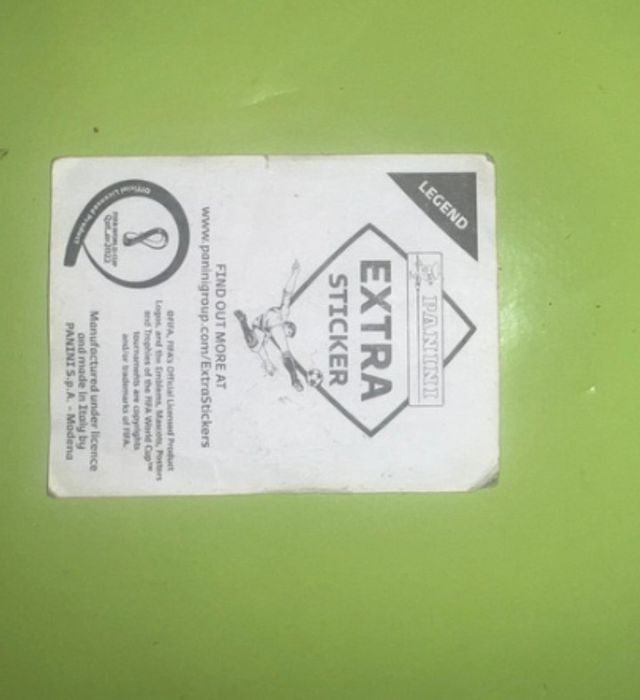 LEGEND
PANINI
EXTRA
STICKER
FIND OUT MORE AT
www.paninigroup.com/ExtraStickers
©FIFA, FIFA's Official Licensed Product
Logos, and the Emblems, Mascots, Posters
and Trophies of the FIFA World Cup™
tournaments are copyrights
and/or trademarks of FIFA.
Official Licensed Product
FIFA WORLD CUP
Qatar2022
Manufactured under licence
and made in Italy by
PANINI S.p.A. - Modena